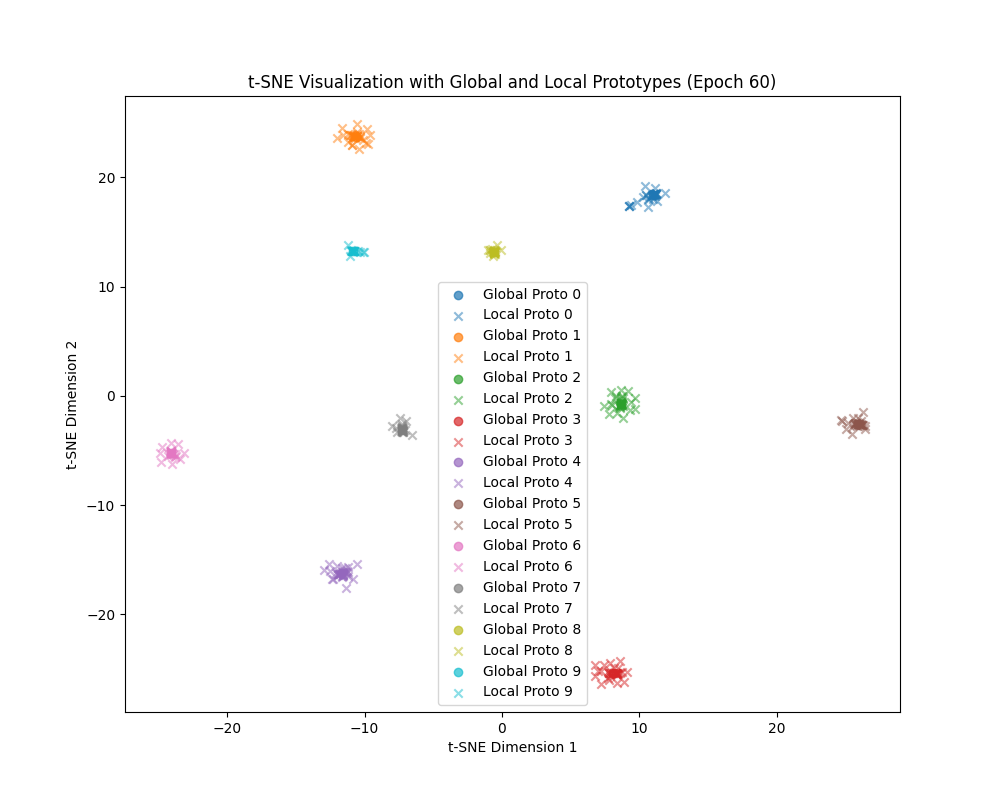 t-SNE Visualization with Global and Local Prototypes (Epoch 60)
20
10
0
−10
−20
t-SNE Dimension 2
Global Proto 0
Local Proto 0
Global Proto 1
Local Proto 1
Global Proto 2
Local Proto 2
Global Proto 3
Local Proto 3
Global Proto 4
Local Proto 4
Global Proto 5
Local Proto 5
Global Proto 6
Local Proto 6
Global Proto 7
Local Proto 7
Global Proto 8
Local Proto 8
Global Proto 9
Local Proto 9
−20 −10 0 10 20
t-SNE Dimension 1